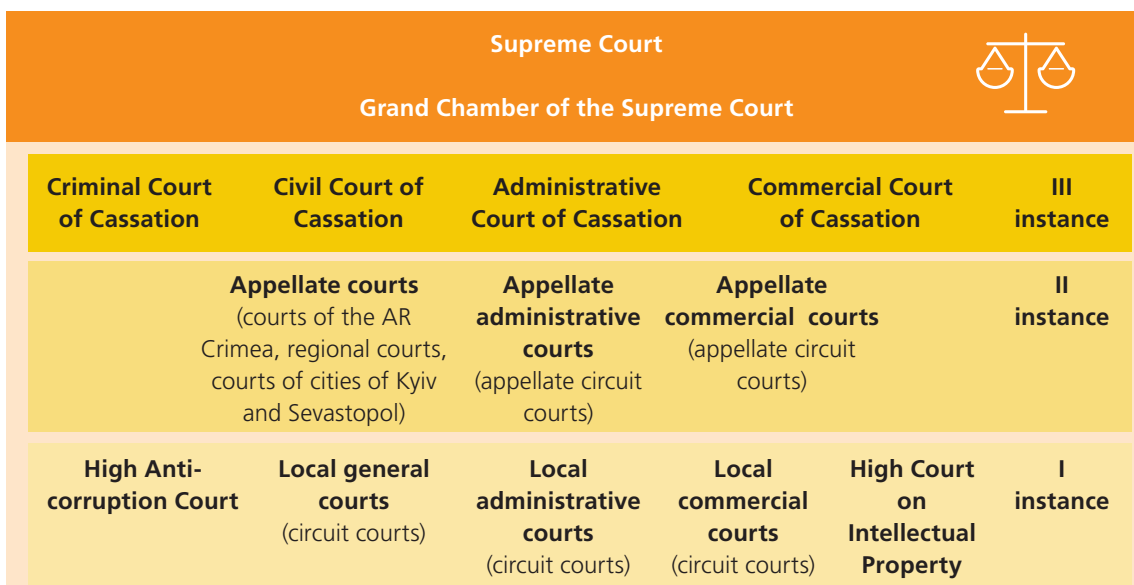 Supreme Court
Grand Chamber of the Supreme Court
Criminal Court
of Cassation
Civil Court of
Cassation
Administrative
Court of Cassation
Commercial Court
of Cassation
III
instance
Appellate courts
(courts of the AR
Crimea, regional courts,
courts of cities of Kyiv
and Sevastopol)
Appellate
administrative
courts
(appellate circuit
courts)
Appellate
commercial courts
(appellate circuit
courts)
II
instance
High Anti-
corruption Court
Local general
courts
(circuit courts)
Local
administrative
courts
(circuit courts)
Local
commercial
courts
(circuit courts)
High Court
on
Intellectual
Property
I
instance